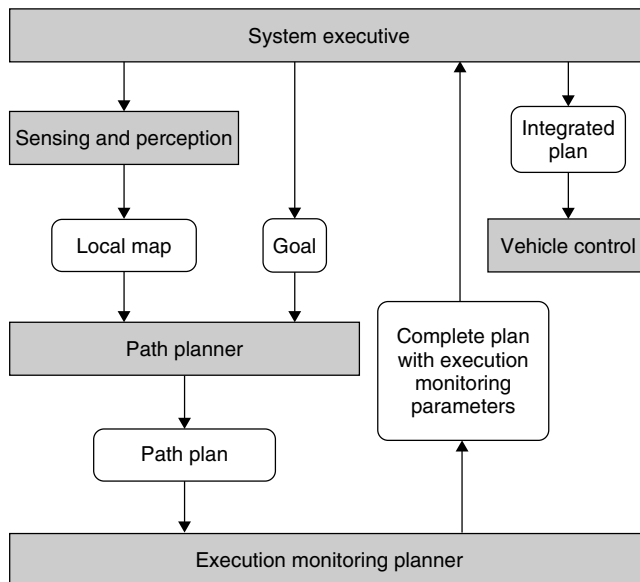 System executive
Sensing and perception
Integrated
plan
Local map
Goal
Vehicle control
Path planner
Complete plan
with execution
monitoring
parameters
Path plan
Execution monitoring planner